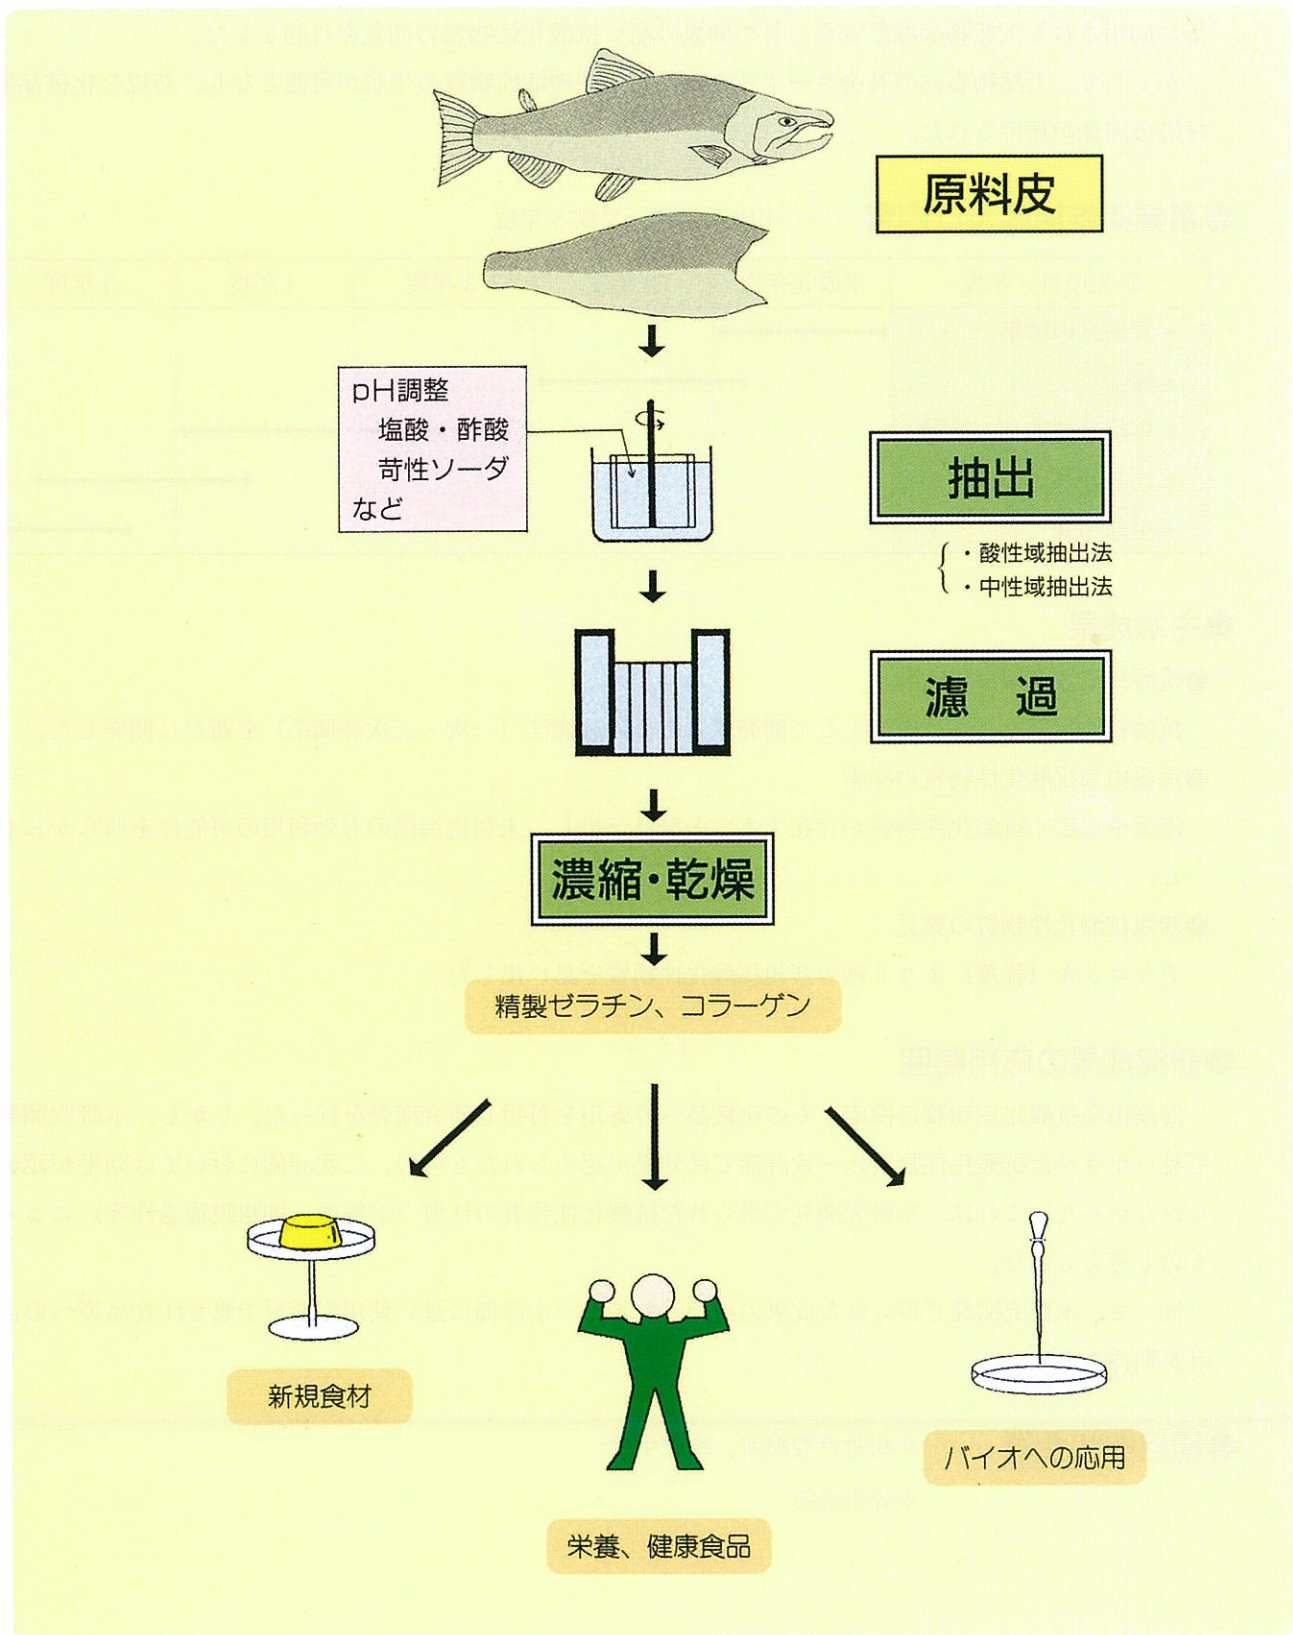 原料皮
pH調整
塩酸・酢酸
苛性ソーダ
など
抽出
・酸性域抽出法
・中性域抽出法
濾 過
濃縮・乾燥
精製ゼラチン、コラーゲン
新規食材
栄養、健康食品
バイオへの応用